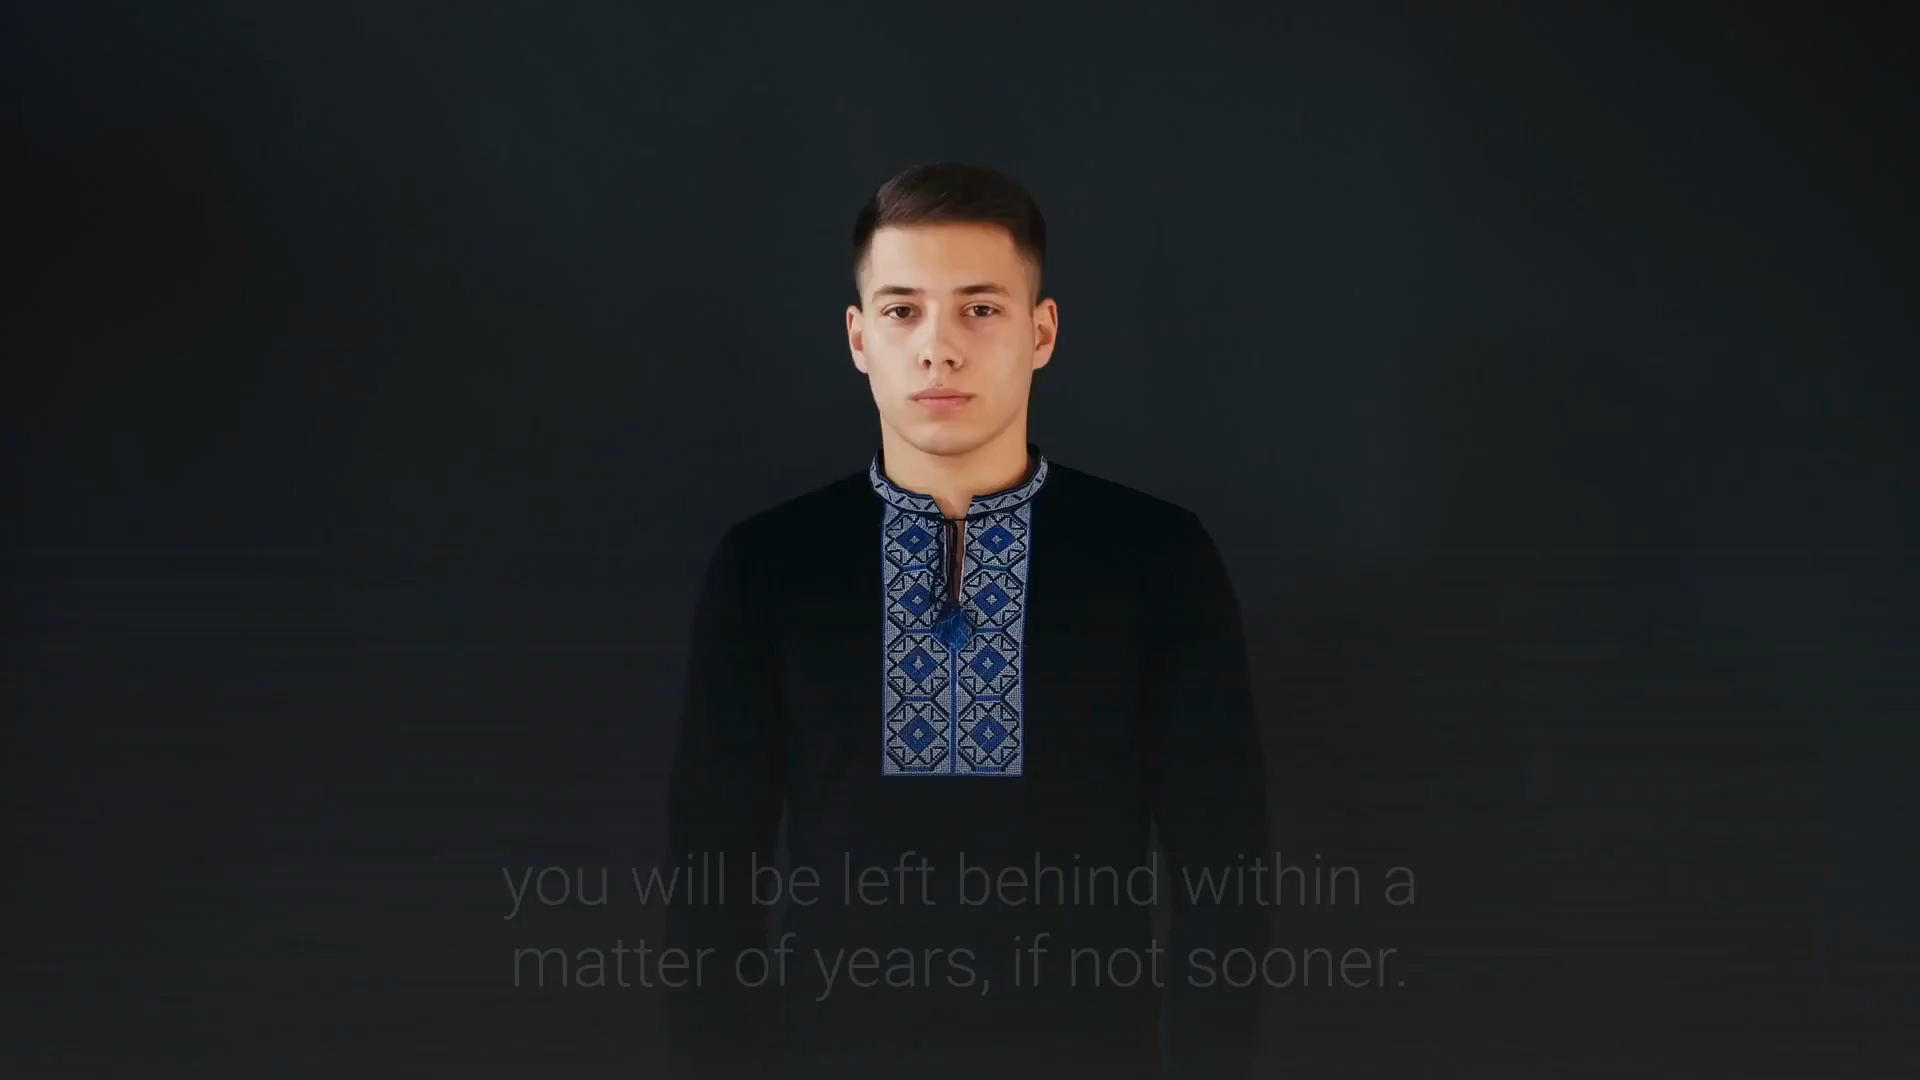 you will be left behind within a
matter of years, if not sooner.